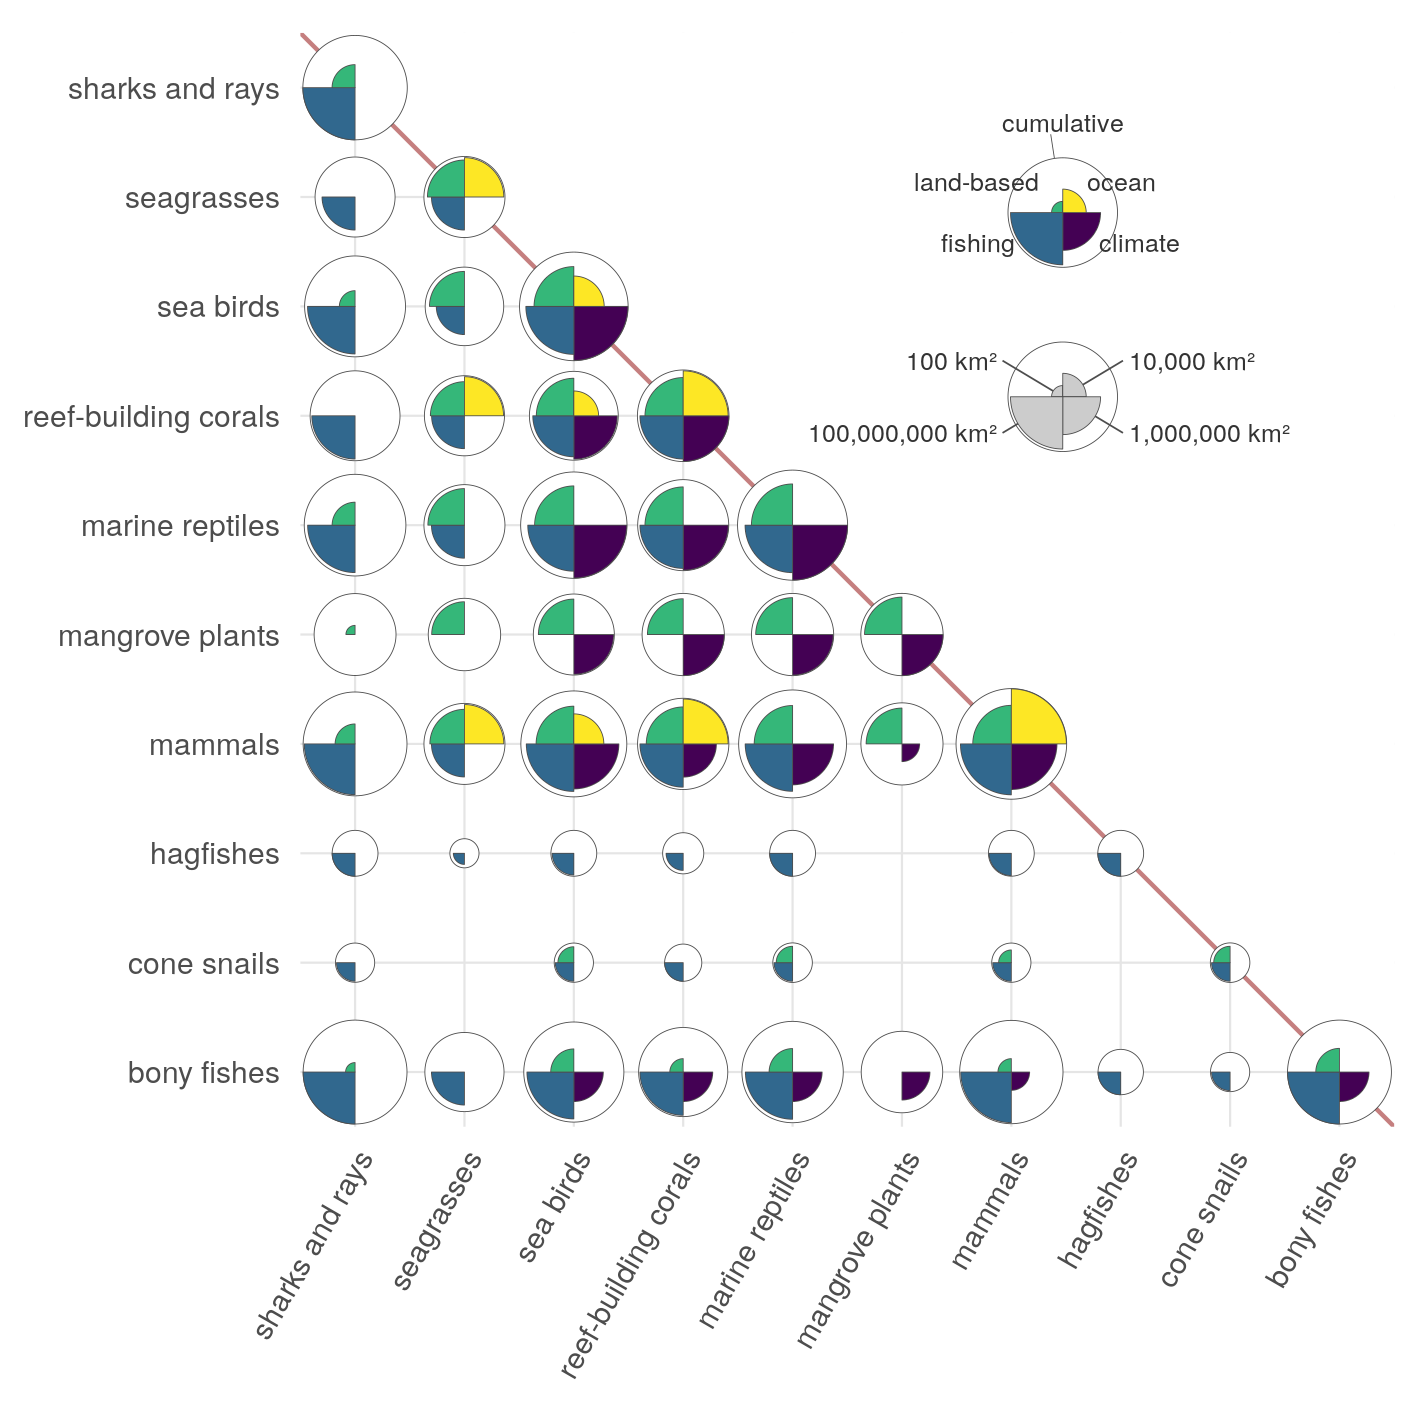 sharks and rays
cumulative
land-based
ocean
seagrasses
fishing
climate
sea birds
100 km²
10,000 km²
reef-building corals
100,000,000 km²
1,000,000 km²
marine reptiles
mangrove plants
mammals
hagfishes
cone snails
bony fishes
sharks and rays
seagrasses
sea birds
reef-building corals
marine reptiles
mangrove plants
mammals
hagfishes
cone snails
bony fishes